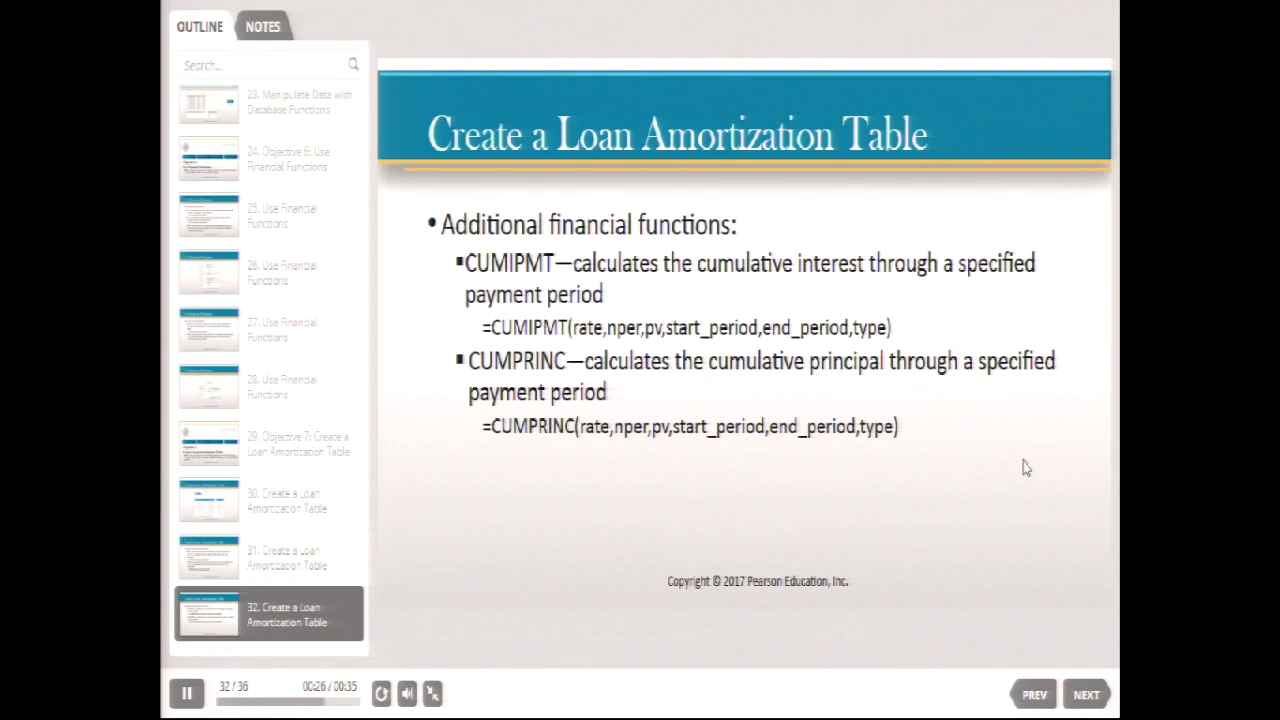 OUTLINE
NOTES
Search...
23. Manipulate Data with
Database Functions
24. Objective 6: Use
Financial Functions
25. Use Financial
Functions
26. Use Financial
Functions
27. Use Financial
Functions
28. Use Financial
Functions
29. Objective 7: Create a
Loan Amortization Table
30. Create a Loan
Amortization Table
31. Create a Loan
Amortization Table
32. Create a Loan
Amortization Table
Create a Loan Amortization Table
• Additional financial functions:
▪CUMIPMT—calculates the cumulative interest through a specified
payment period
=CUMIPMT(rate,nper,pv,start_period,end_period,type)
▪ CUMPRINC—calculates the cumulative principal through a specified
payment period
=CUMPRINC(rate,nper,pv,start_period,end_period,type)
Copyright © 2017 Pearson Education, Inc.
32 / 36
00:26 / 00:35
PREV
NEXT